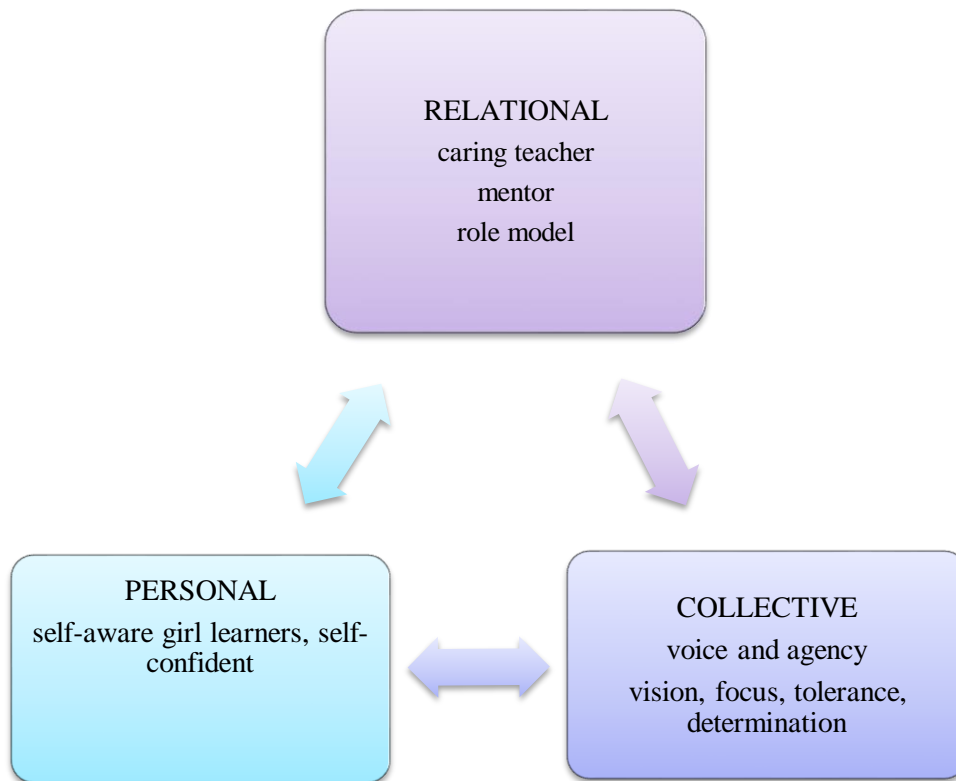 RELATIONAL
caring teacher
mentor
role model
PERSONAL
self-aware girl learners, self-
confident
COLLECTIVE
voice and agency
vision, focus, tolerance,
determination